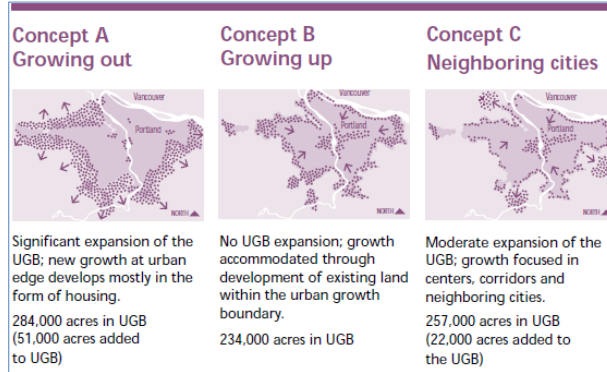 Concept A
Growing out
Vancouver
Portland
NORTH
Significant expansion of the
UGB; new growth at urban
edge develops mostly in the
form of housing.
284,000 acres in UGB
(51,000 acres added
to UGB)
Concept B
Growing up
Vancouver
Portland
NORTH
No UGB expansion; growth
accommodated through
development of existing land
within the urban growth
boundary.
234,000 acres in UGB
Concept C
Neighboring cities
Vancouver
Portland
NORTH
Moderate expansion of the
UGB; growth focused in
centers, corridors and
neighboring cities.
257,000 acres in UGB
(22,000 acres added to
the UGB)